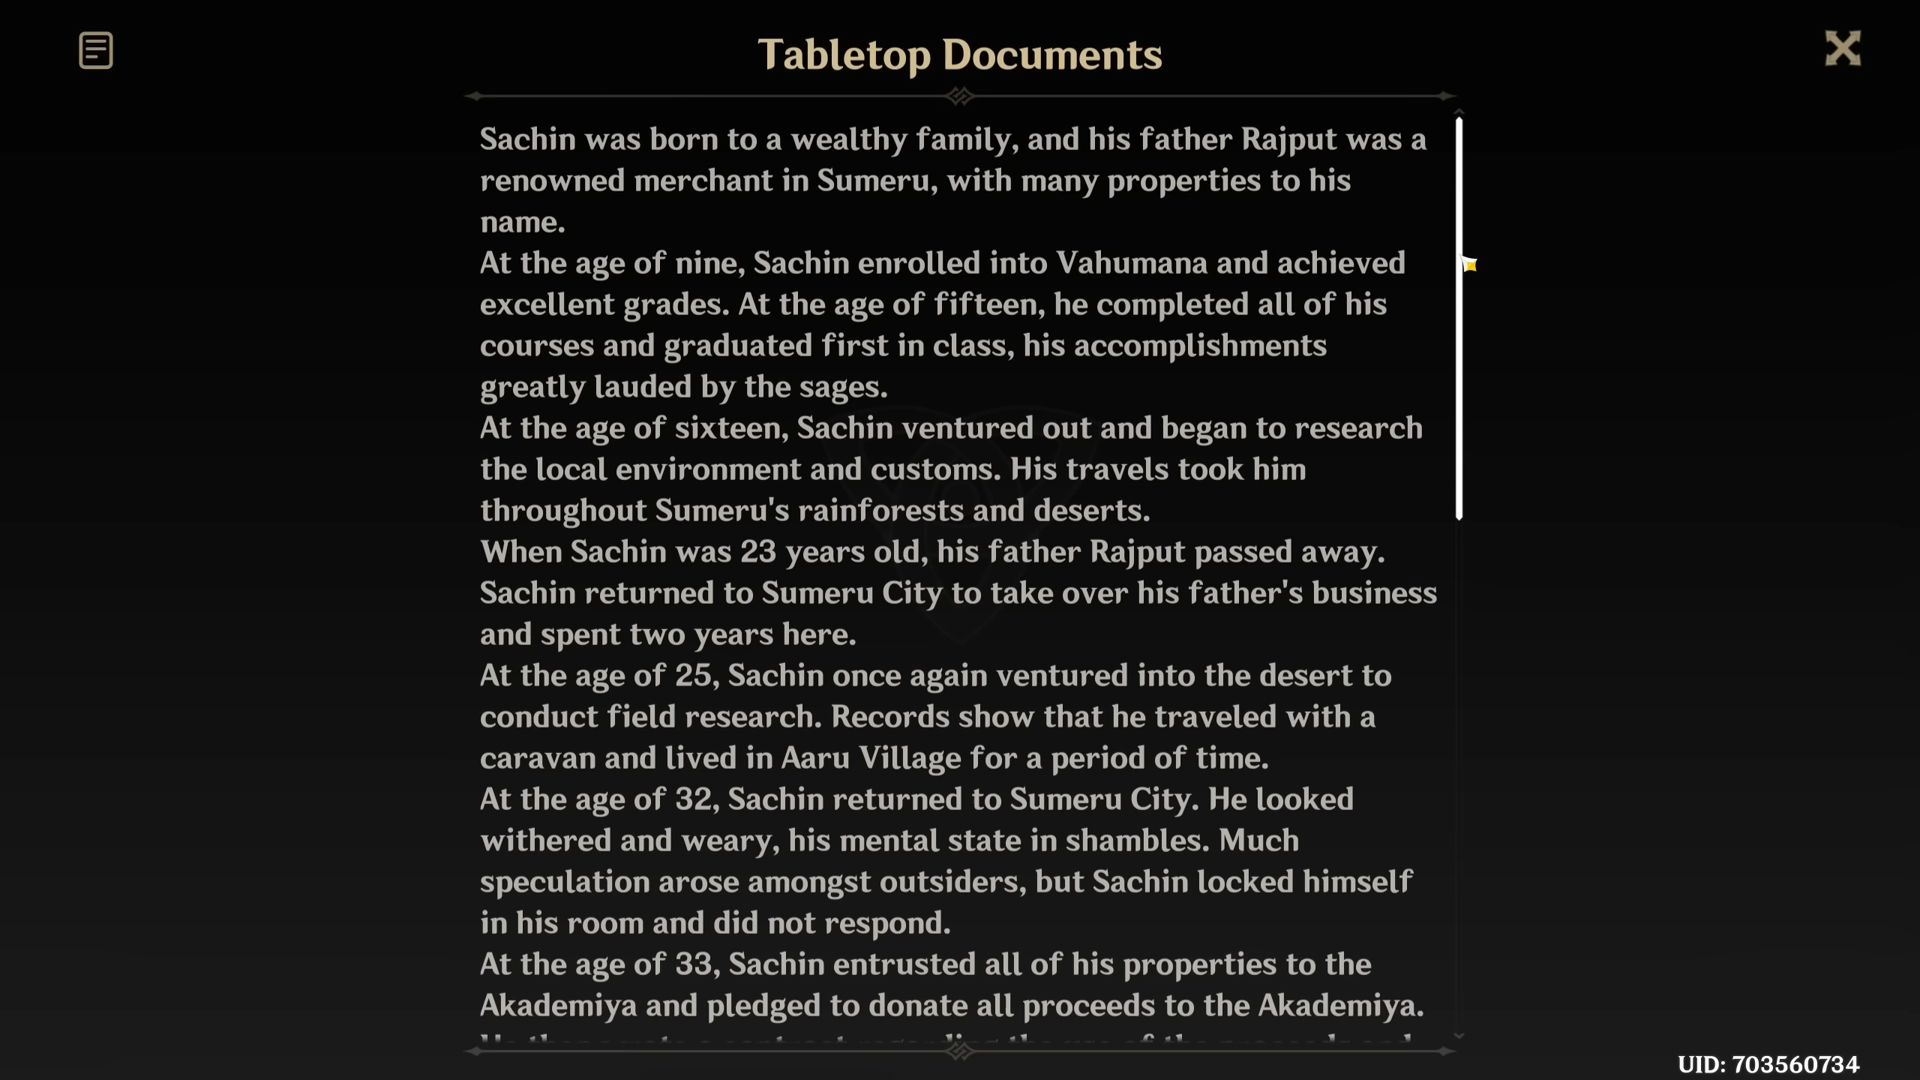 Tabletop Documents
Sachin was born to a wealthy family, and his father Rajput was a
renowned merchant in Sumeru, with many properties to his
name.
At the age of nine, Sachin enrolled into Vahumana and achieved
excellent grades. At the age of fifteen, he completed all of his
courses and graduated first in class, his accomplishments
greatly lauded by the sages.
At the age of sixteen, Sachin ventured out and began to research
the local environment and customs. His travels took him
throughout Sumeru's rainforests and deserts.
When Sachin was 23 years old, his father Rajput passed away.
Sachin returned to Sumeru City to take over his father's business
and spent two years here.
At the age of 25, Sachin once again ventured into the desert to
conduct field research. Records show that he traveled with a
caravan and lived in Aaru Village for a period of time.
At the age of 32, Sachin returned to Sumeru City. He looked
withered and weary, his mental state in shambles. Much
speculation arose amongst outsiders, but Sachin locked himself
in his room and did not respond.
At the age of 33, Sachin entrusted all of his properties to the
Akademiya and pledged to donate all proceeds to the Akademiya.
UID: 703560734